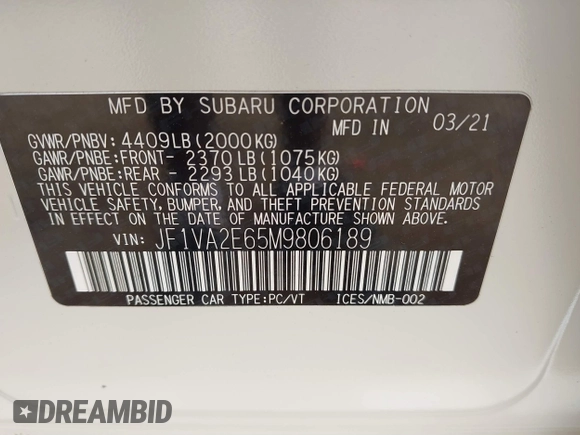 MFD BY SUBARU CORPORATION
MFD IN 03/21
GVWR/PNBV: 4409LB(2000KG)
GAWR/PNBE:FRONT- 2370LB(1075KG)
GAWR/PNBE:REAR - 2293LB(1040KG)
THIS VEHICLE CONFORMS TO ALL APPLICABLE FEDERAL MOTOR
VEHICLE SAFETY, BUMPER, AND THEFT PREVENTION STANDARDS
IN EFFECT ON THE DATE OF MANUFACTURE SHOWN ABOVE.
VIN: JF1VA2E65M9806189
PASSENGER CAR TYPE:PC/VT ICES/NMB-002
DREAMBID